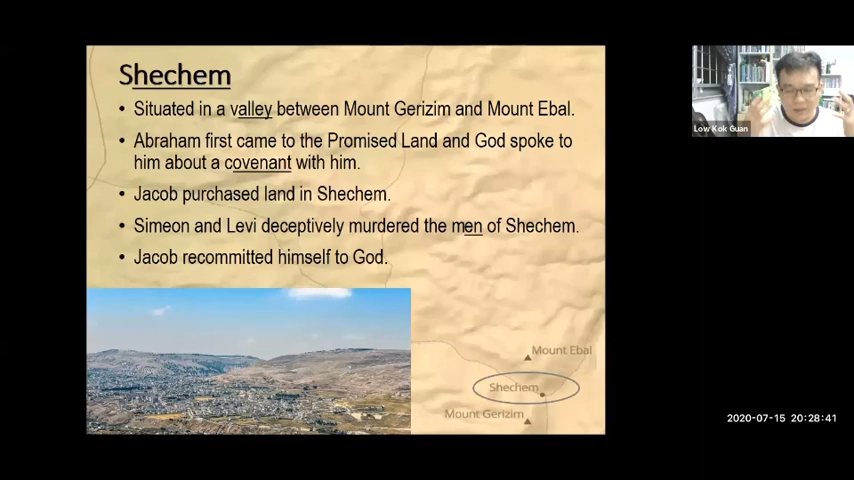 Shechem
• Situated in a valley between Mount Gerizim and Mount Ebal.
• Abraham first came to the Promised Land and God spoke to
him about a covenant with him.
• Jacob purchased land in Shechem.
• Simeon and Levi deceptively murdered the men of Shechem.
• Jacob recommitted himself to God.
Mount Ebal
Shechem
Mount Gerizim
Low Kok Guan
2020-07-15 20:28:41